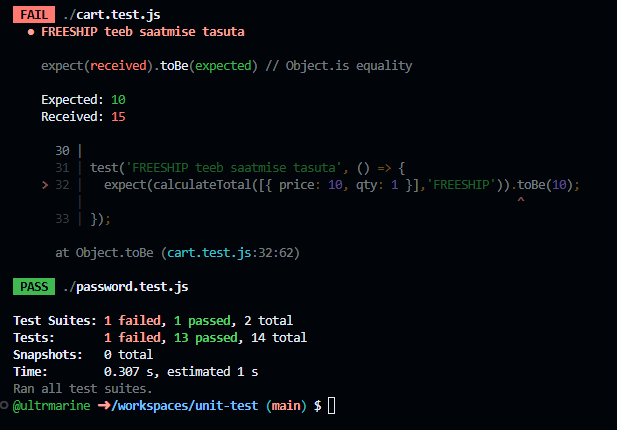 FAIL ./cart.test.js
● FREESHIP teeb saatmise tasuta
expect(received).toBe(expected) // Object.is equality
Expected: 10
Received: 15
30 |
31 | test('FREESHIP teeb saatmise tasuta', () => {
> 32 | expect(calculateTotal([{ price: 10, qty: 1 }],'FREESHIP')).toBe(10);
| ^
33 | });
at Object.toBe (cart.test.js:32:62)
PASS ./password.test.js
Test Suites: 1 failed, 1 passed, 2 total
Tests: 1 failed, 13 passed, 14 total
Snapshots: 0 total
Time: 0.307 s, estimated 1 s
Ran all test suites.
@ultrmarine ➜/workspaces/unit-test (main) $